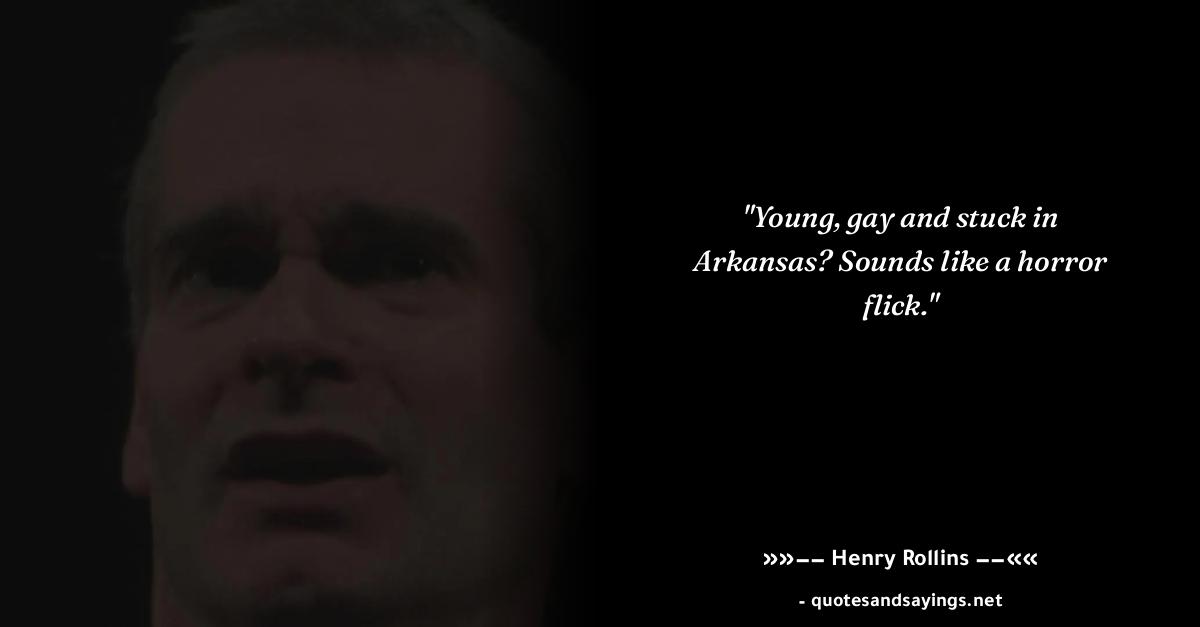 "Young, gay and stuck in
Arkansas? Sounds like a horror
flick."
»»−− Henry Rollins −−««
- quotesandsayings.net